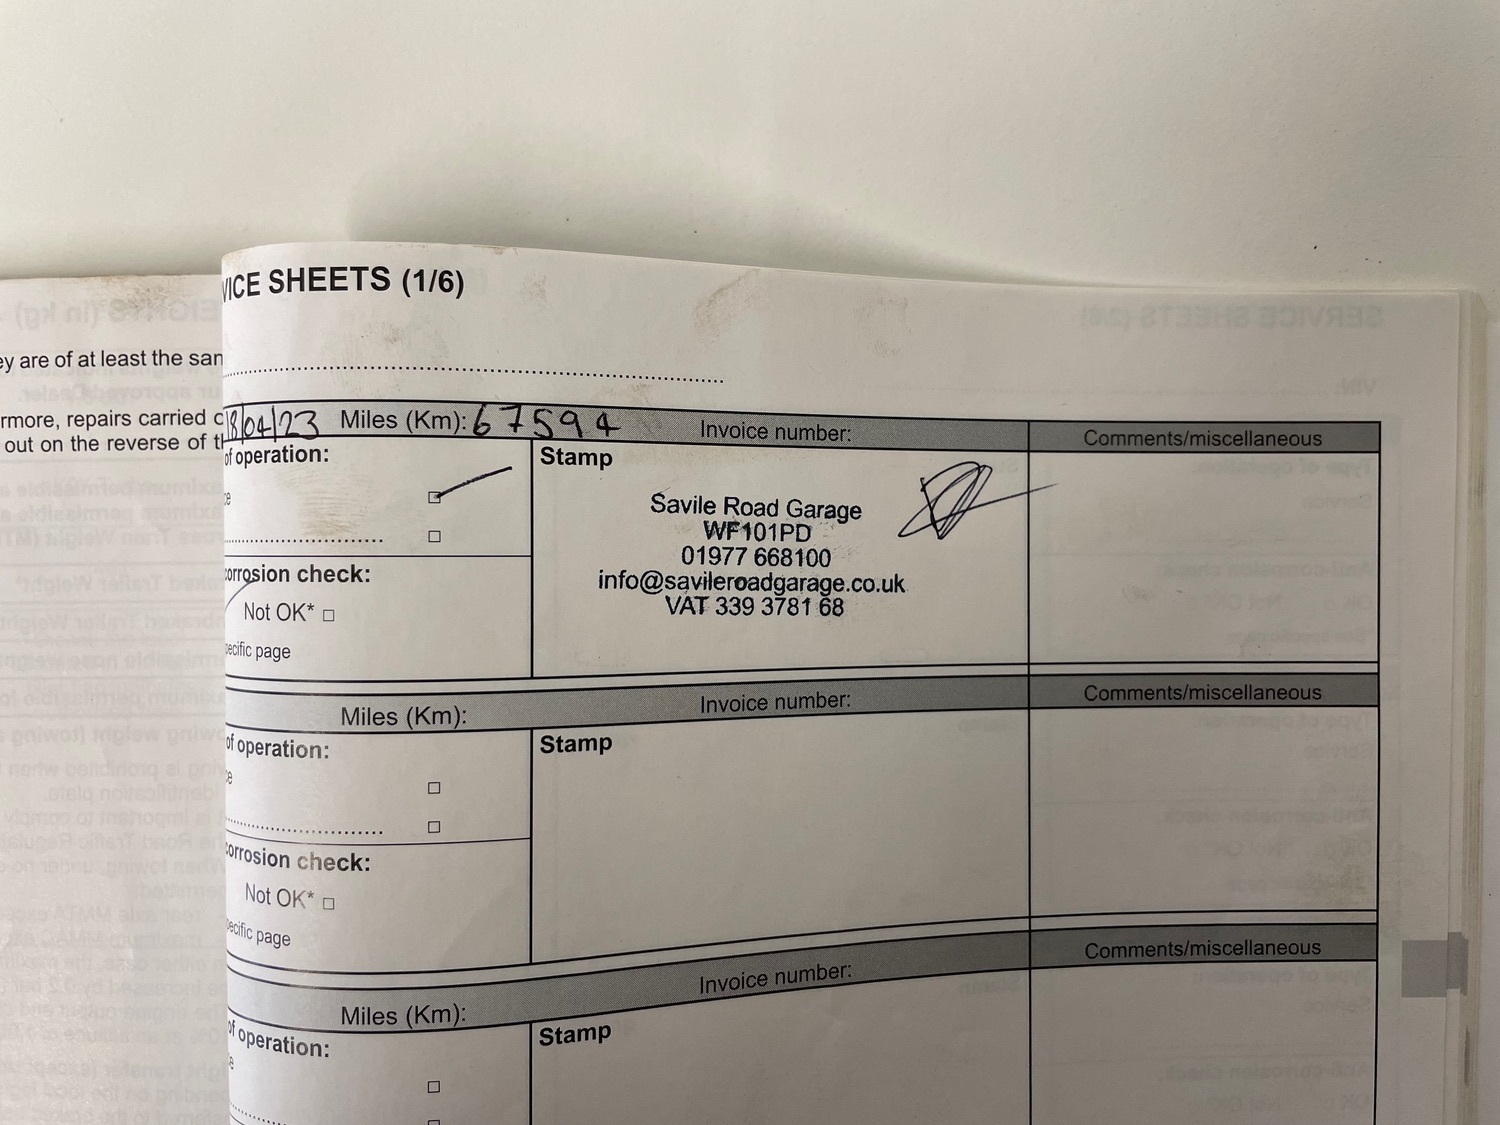 VICE SHEETS (1/6)
ey are of at least the san
rmore, repairs carried c
out on the reverse of th
18/04/23 Miles (Km): 67594 Invoice number: Comments/miscellaneous
of operation: Stamp
Savile Road Garage
WF101PD
01977 668100
info@savileroadgarage.co.uk
VAT 339 3781 68
corrosion check:
Not OK*
pecific page
Miles (Km): Invoice number: Comments/miscellaneous
of operation: Stamp
corrosion check:
Not OK*
pecific page
Miles (Km): Invoice number: Comments/miscellaneous
of operation: Stamp